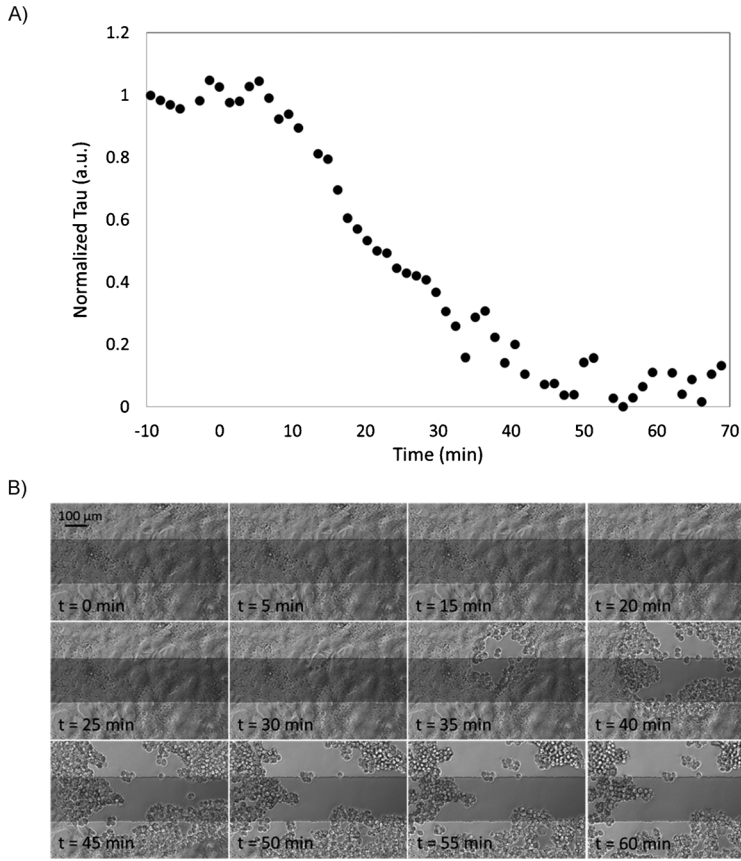 A)
1.2
1
0.8
0.6
0.4
0.2
0
Normalized Tau (a.u.)
-10 0 10 20 30 40 50 60 70
Time (min)
B)
100 µm
t = 0 min t = 5 min t = 15 min t = 20 min
t = 25 min t = 30 min t = 35 min t = 40 min
t = 45 min t = 50 min t = 55 min t = 60 min